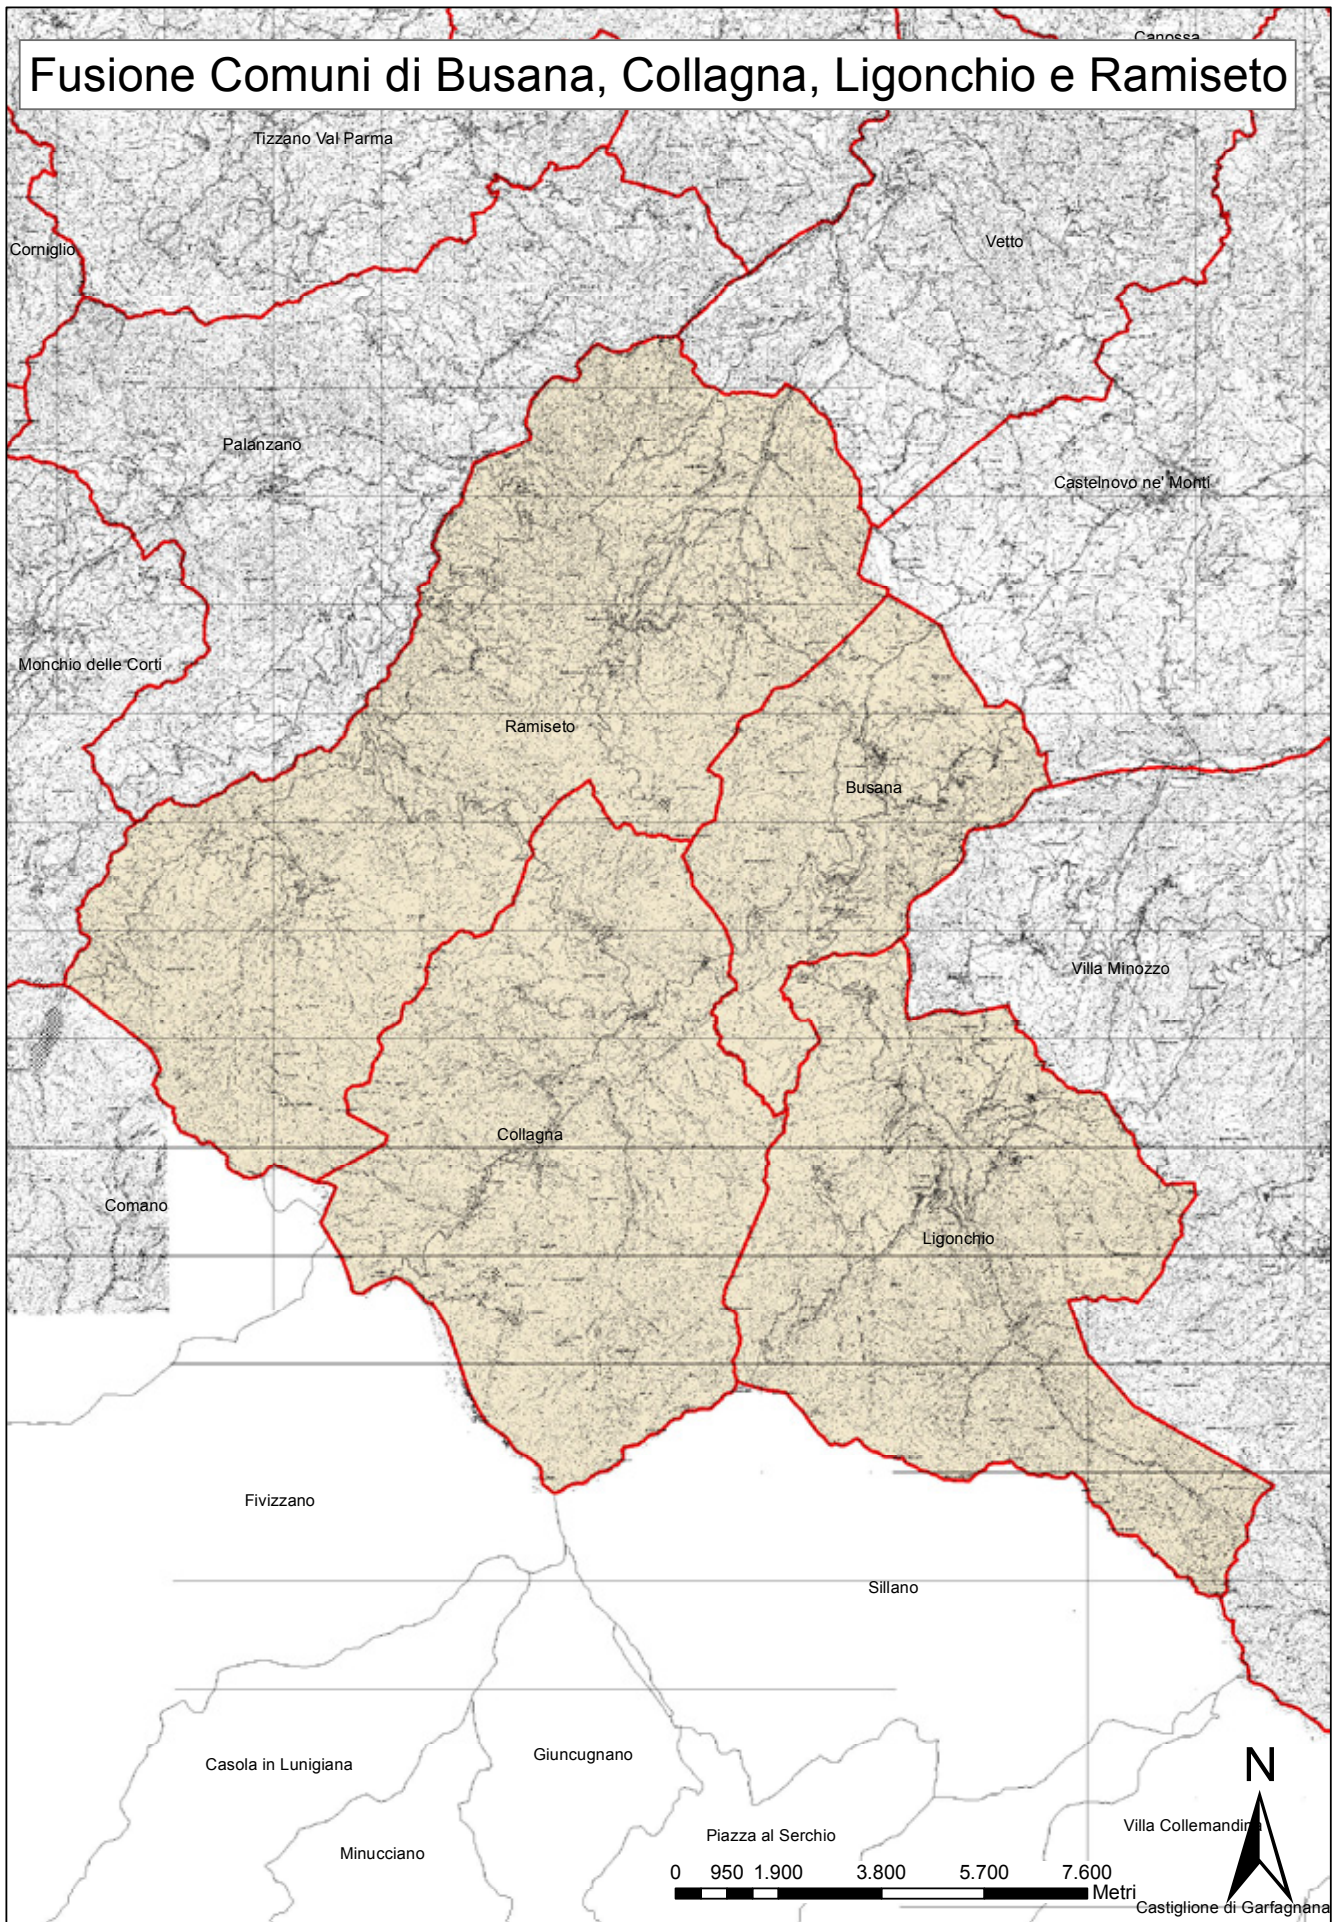 Canossa
Fusione Comuni di Busana, Collagna, Ligonchio e Ramiseto
Tizzano Val Parma
Corniglio
Vetto
Palanzano
Castelnovo ne' Monti
Monchio delle Corti
Ramiseto
Busana
Villa Minozzo
Collagna
Comano
Ligonchio
Fivizzano
Sillano
Casola in Lunigiana
Giuncugnano
N
Piazza al Serchio
Villa Collemandina
Minucciano
0 950 1.900 3.800 5.700 7.600
Metri
Castiglione di Garfagnana